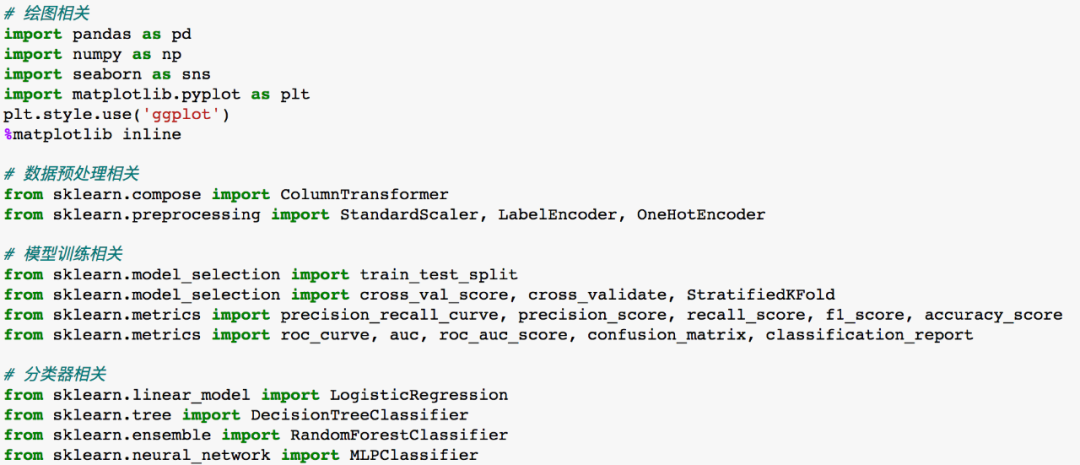 # 绘图相关
import pandas as pd
import numpy as np
import seaborn as sns
import matplotlib.pyplot as plt
plt.style.use('ggplot')
%matplotlib inline
# 数据预处理相关
from sklearn.compose import ColumnTransformer
from sklearn.preprocessing import StandardScaler, LabelEncoder, OneHotEncoder
# 模型训练相关
from sklearn.model_selection import train_test_split
from sklearn.model_selection import cross_val_score, cross_validate, StratifiedKFold
from sklearn.metrics import precision_recall_curve, precision_score, recall_score, f1_score, accuracy_score
from sklearn.metrics import roc_curve, auc, roc_auc_score, confusion_matrix, classification_report
# 分类器相关
from sklearn.linear_model import LogisticRegression
from sklearn.tree import DecisionTreeClassifier
from sklearn.ensemble import RandomForestClassifier
from sklearn.neural_network import MLPClassifier